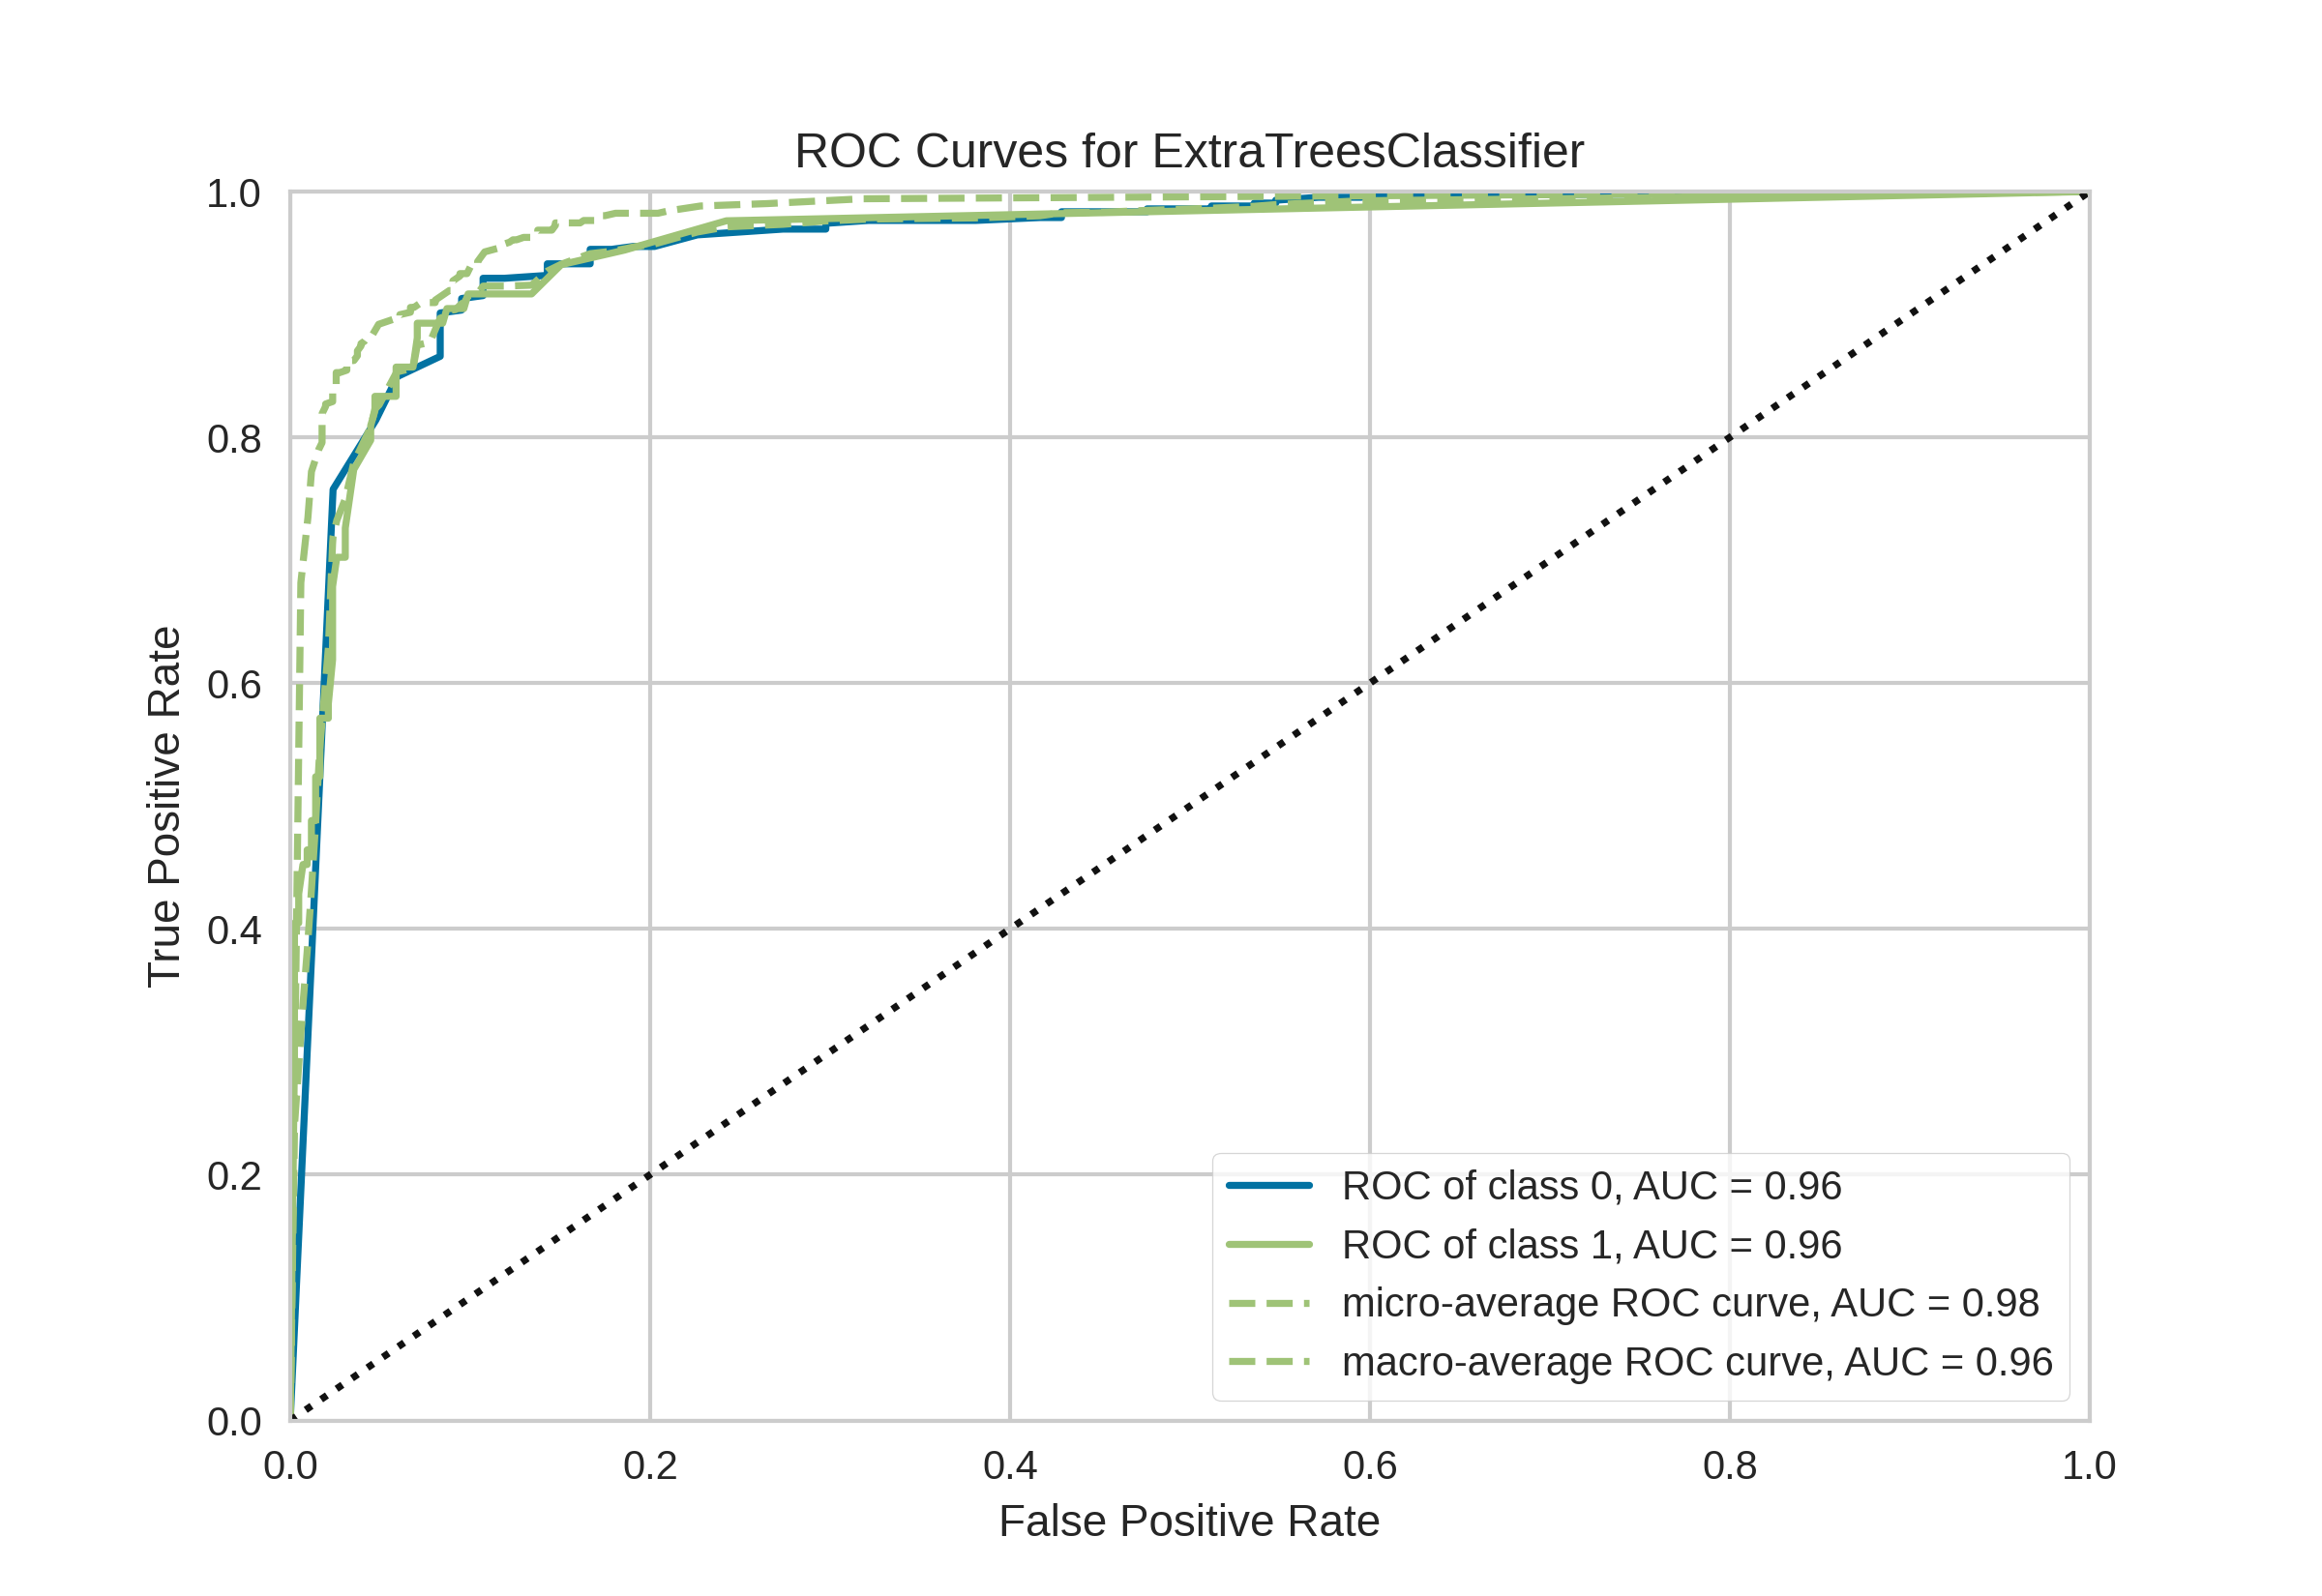 ROC Curves for ExtraTreesClassifier
1.0
0.8
0.6
0.4
0.2
0.0
True Positive Rate
ROC of class 0, AUC = 0.96
ROC of class 1, AUC = 0.96
micro-average ROC curve, AUC = 0.98
macro-average ROC curve, AUC = 0.96
0.0 0.2 0.4 0.6 0.8 1.0
False Positive Rate